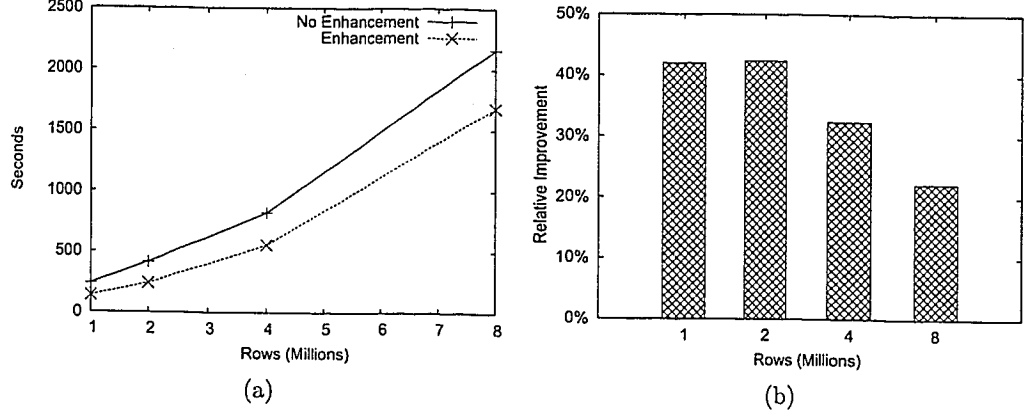 2500
2000
1500
1000
500
0
Seconds
No Enhancement
Enhancement
1 2 3 4 5 6 7 8
Rows (Millions)
(a)
50%
40%
30%
20%
10%
0%
Relative Improvement
1 2 4 8
Rows (Millions)
(b)